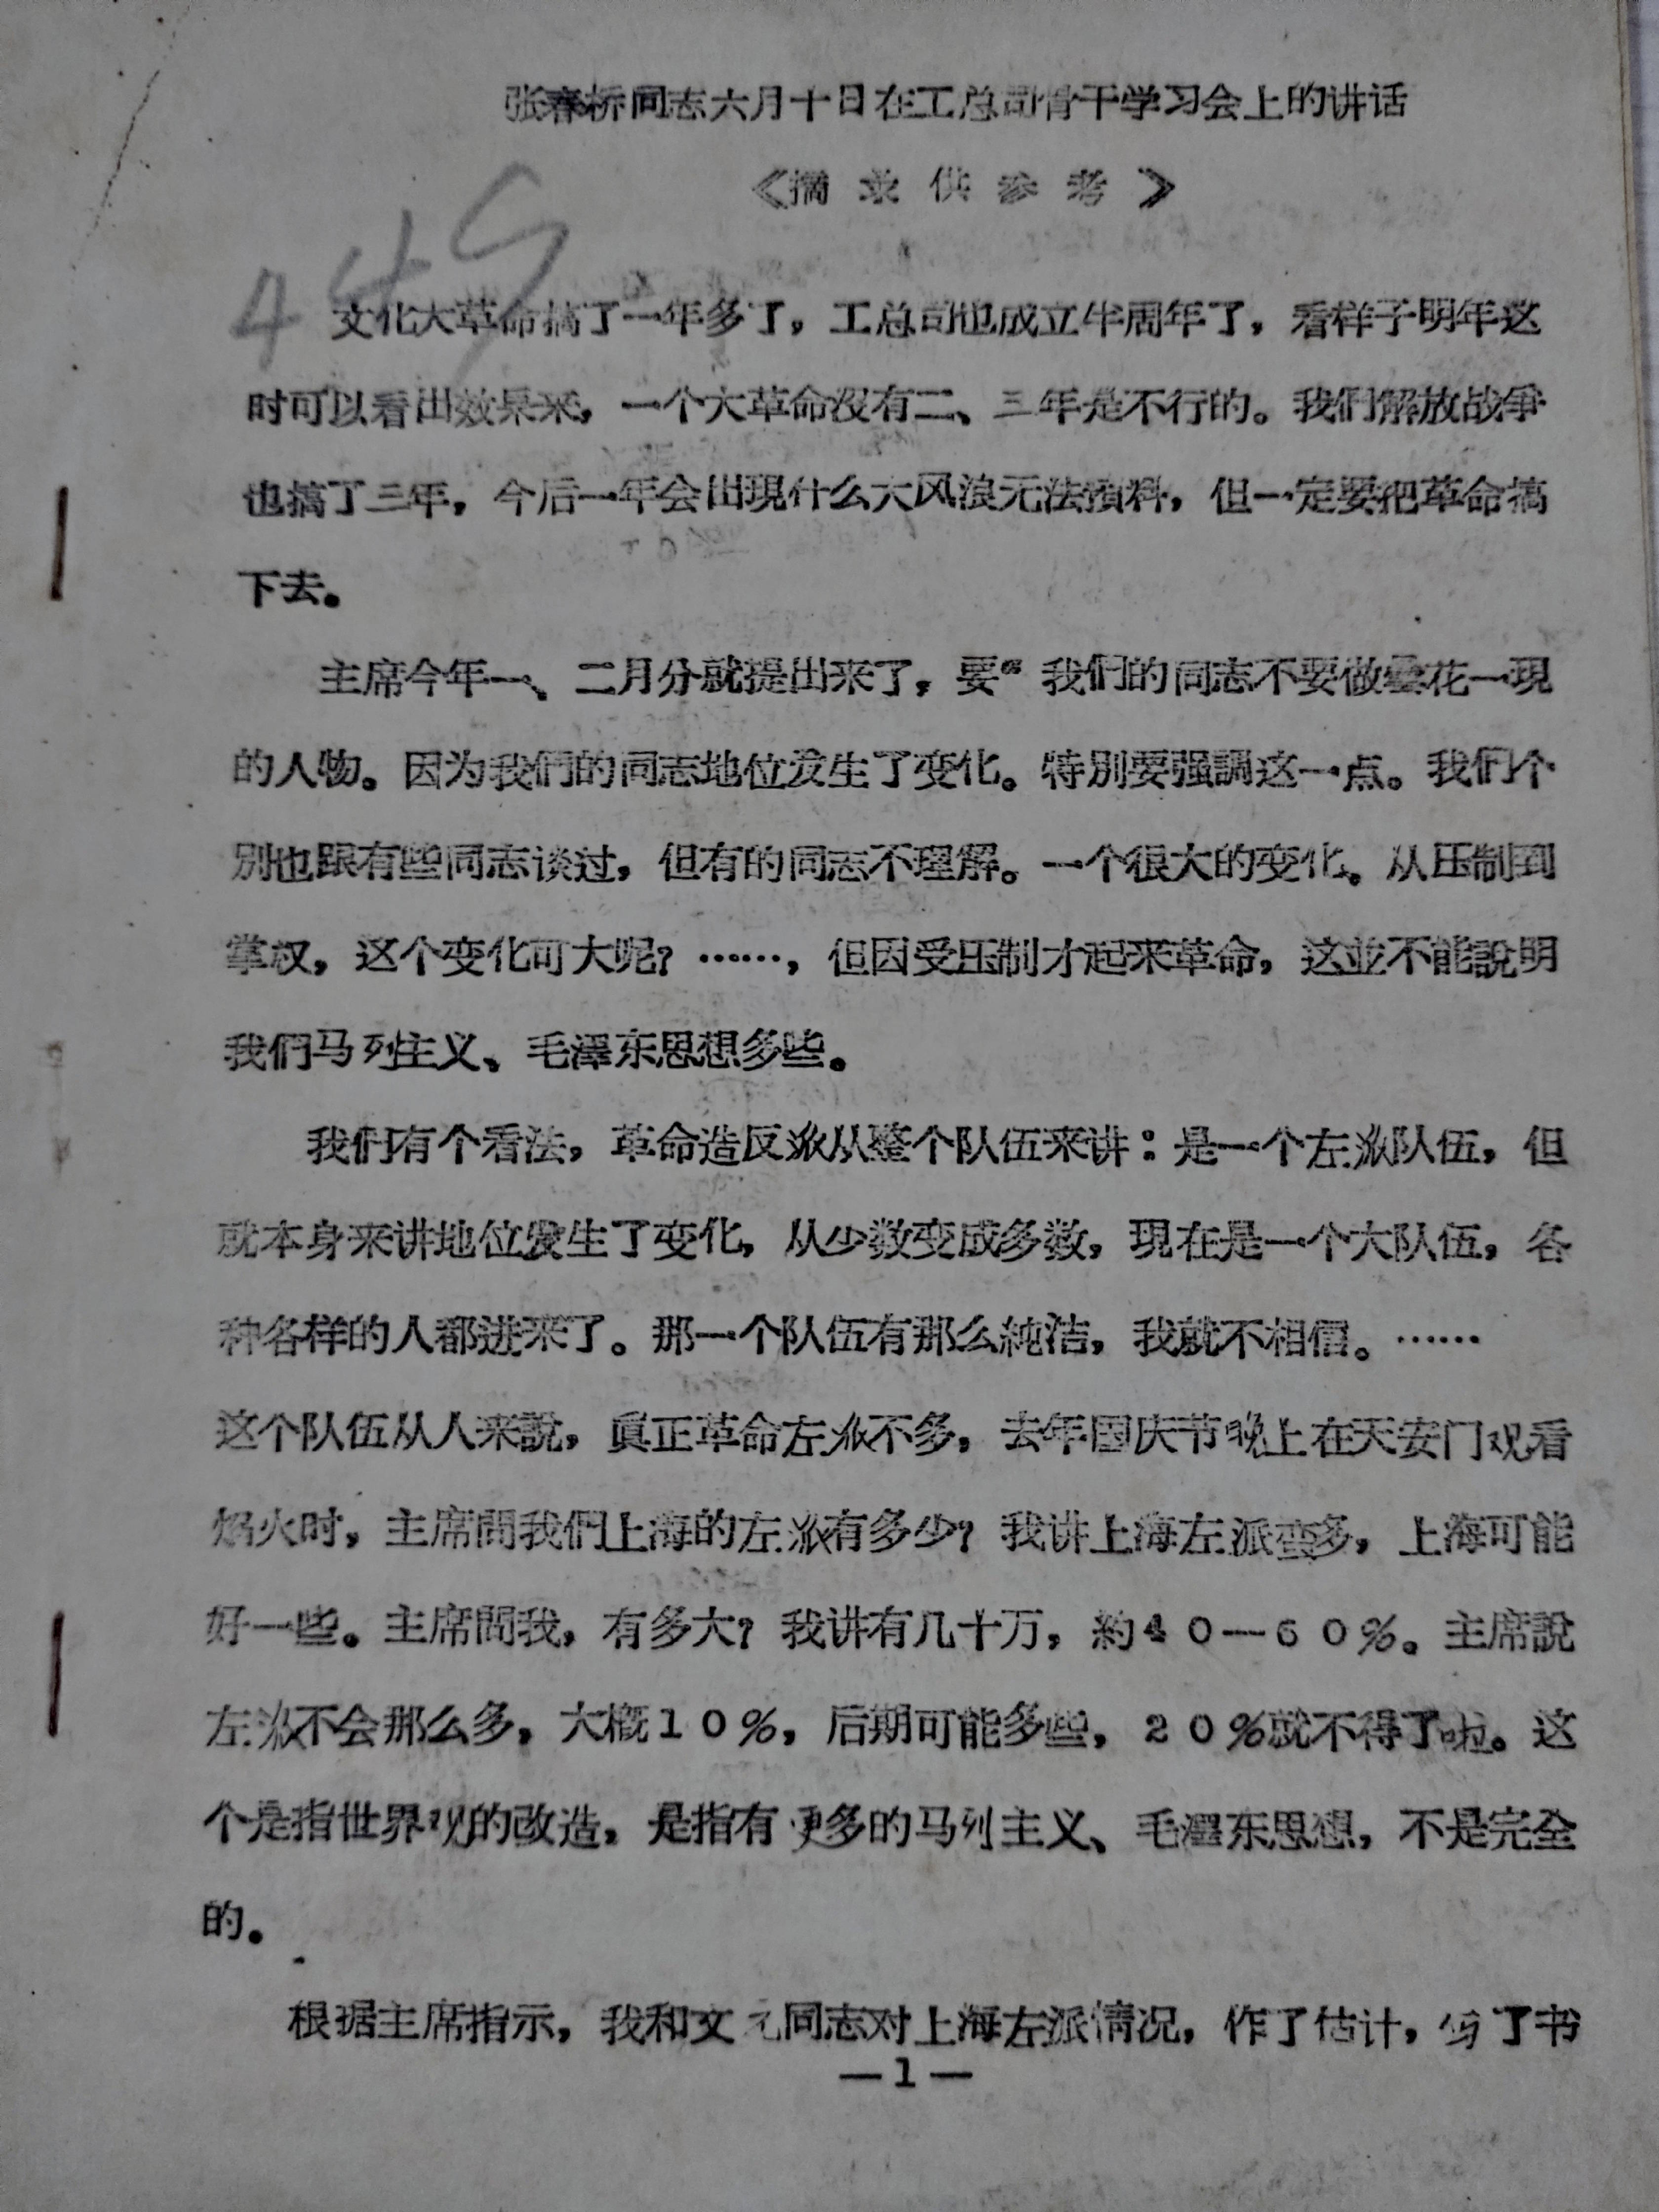 张春桥同志六月十日在工总司骨干学习会上的讲话
《摘录供参考》
4
文化大革命搞了一年多了，工总司也成立半周年了，看样子明年这
时可以看出效果来，一个大革命没有二、三年是不行的。我們解放战争
也搞了三年，今后一年会出現什么大风浪无法預料，但一定要把革命搞
下去。
主席今年一、二月分就提出来了，要“我們的同志不要做曇花一現
的人物。因为我們的同志地位发生了变化。特別要强調这一点。我們个
別也跟有些同志谈过，但有的同志不理解。一个很大的变化。从压制到
掌权，这个变化可大呢？……，但因受压制才起来革命，这並不能說明
我們马列主义、毛澤东思想多些。
我們有个看法，革命造反派从整个队伍来讲：是一个左派队伍，但
就本身来讲地位发生了变化，从少数变成多数，現在是一个大队伍，各
种各样的人都进来了。那一个队伍有那么純洁，我就不相信。……
这个队伍从人来說，眞正革命左派不多，去年国庆节晚上在天安门观看
焰火时，主席問我們上海的左派有多少？我讲上海左派蛮多，上海可能
好一些。主席問我，有多大？我讲有几十万，約４０—６０％。主席說
左派不会那么多，大概１０％，后期可能多些，２０％就不得了啦。这
个是指世界观的改造，是指有更多的马列主义、毛澤东思想，不是完全
的。
根据主席指示，我和文元同志对上海左派情况，作了估计，写了书
—1—